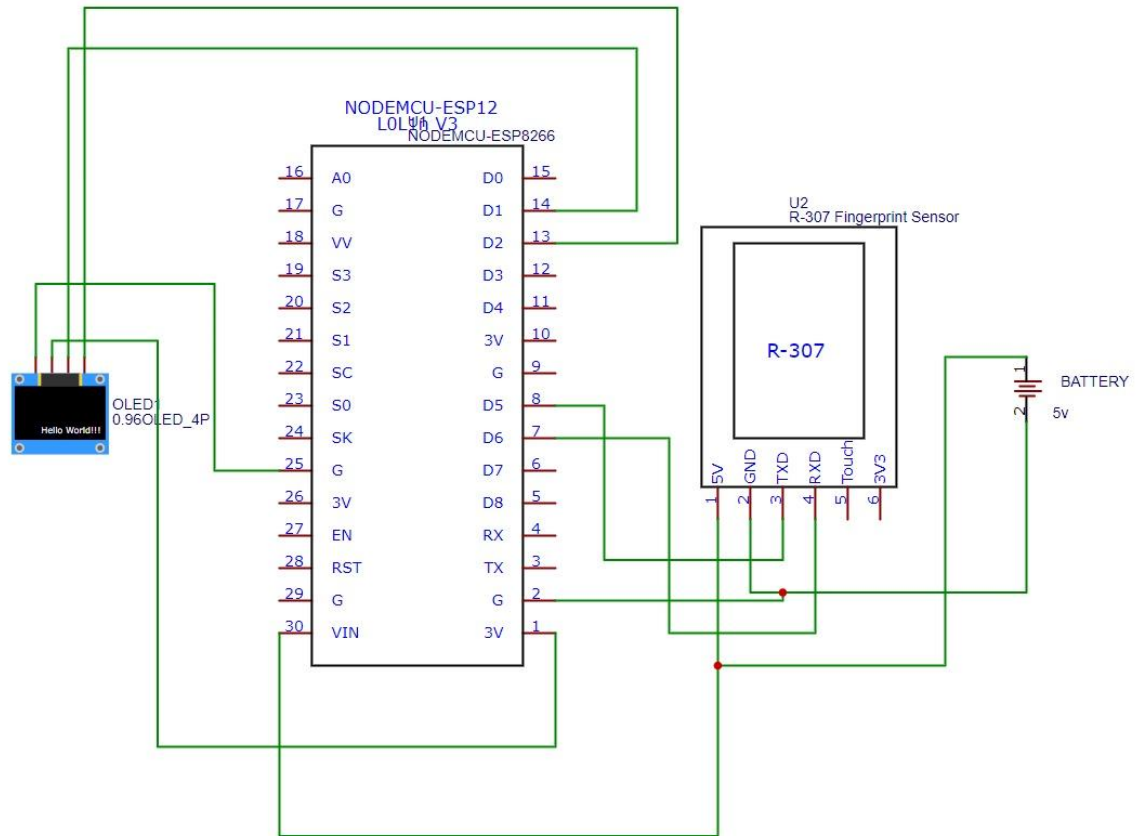 NODEMCU-ESP12
L0L1n V3
U1
NODEMCU-ESP8266
16 A0 D0 15
17 G D1 14
18 VV D2 13
19 S3 D3 12
20 S2 D4 11
21 S1 3V 10
22 SC G 9
23 S0 D5 8
24 SK D6 7
25 G D7 6
26 3V D8 5
27 EN RX 4
28 RST TX 3
29 G G 2
30 VIN 3V 1
OLED1
0.96OLED_4P
Hello World!!!
U2
R-307 Fingerprint Sensor
R-307
5V GND TXD RXD Touch 3V3
1 2 3 4 5 6
1
BATTERY
2
5v